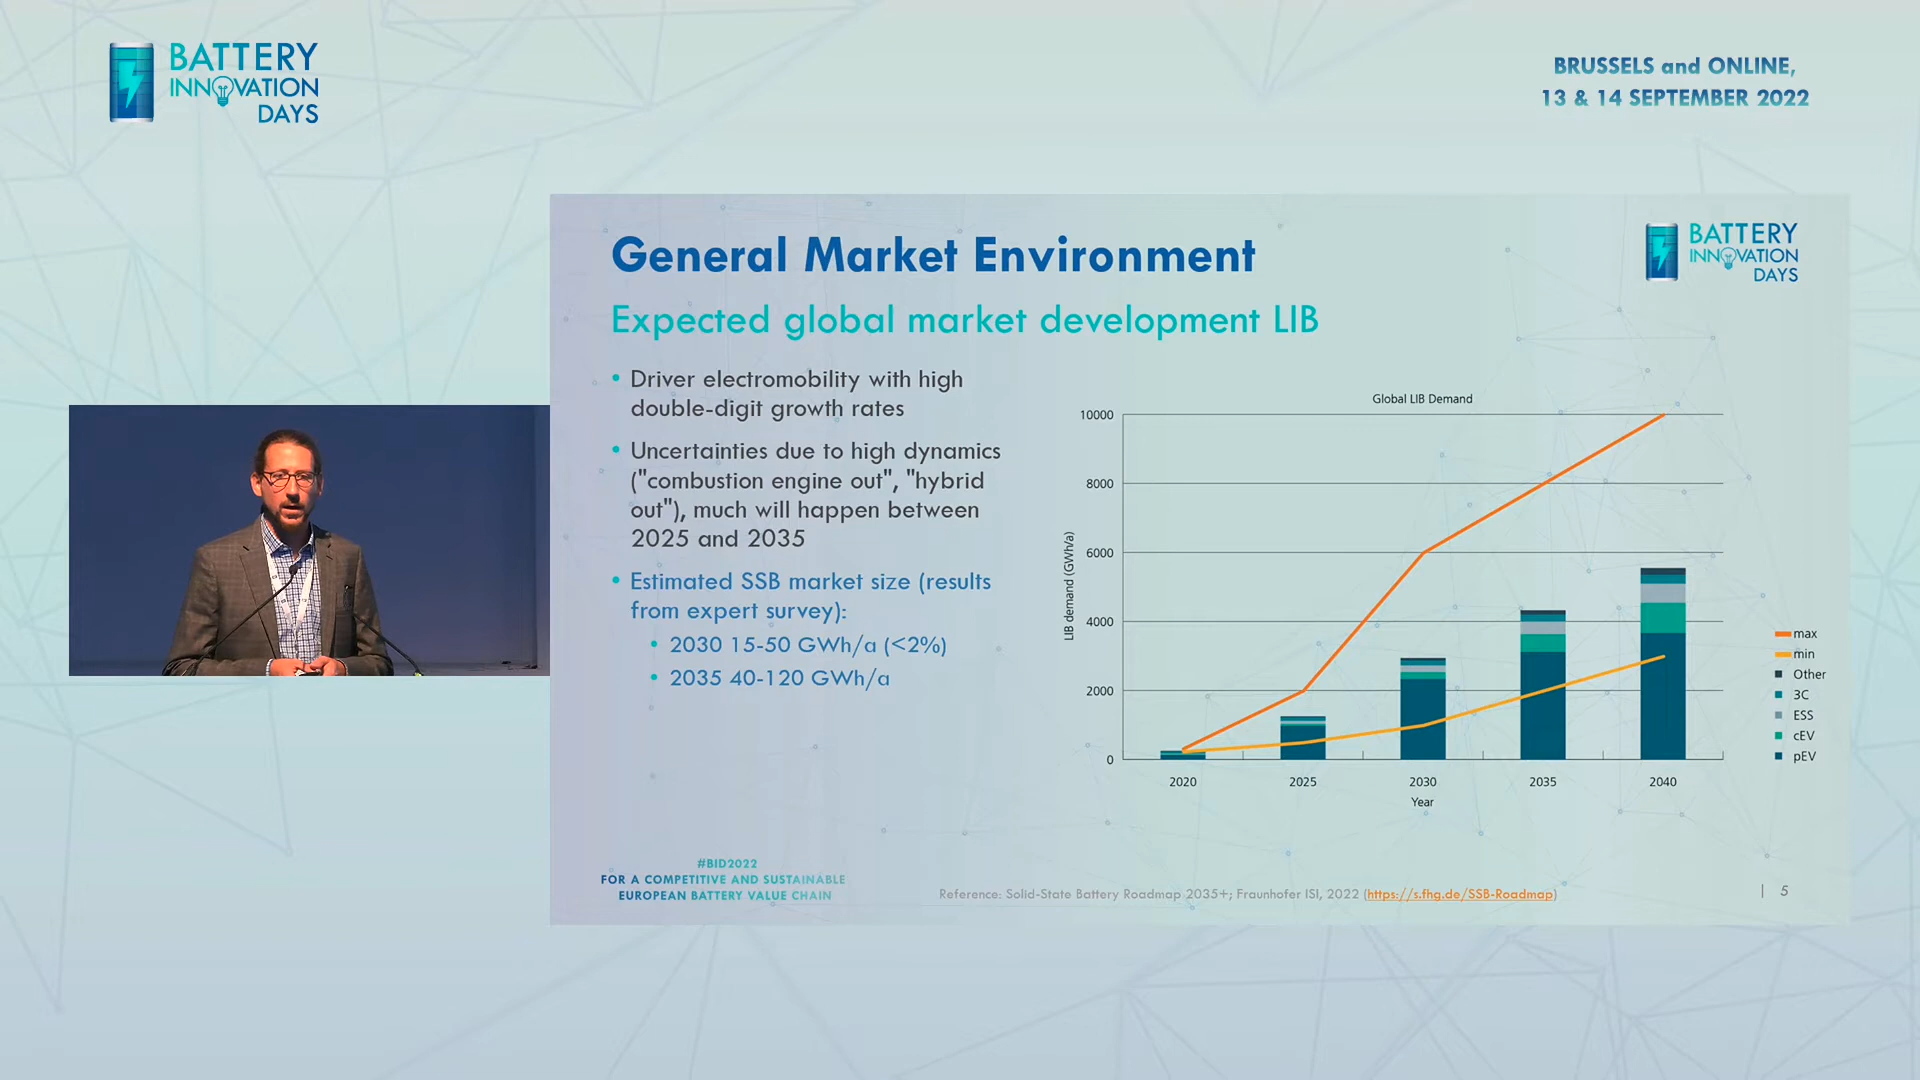 BATTERY
INNOVATION
DAYS
BRUSSELS and ONLINE,
13 & 14 SEPTEMBER 2022
General Market Environment
BATTERY
INNOVATION
DAYS
Expected global market development LIB
• Driver electromobility with high
double-digit growth rates
• Uncertainties due to high dynamics
("combustion engine out", "hybrid
out"), much will happen between
2025 and 2035
• Estimated SSB market size (results
from expert survey):
• 2030 15-50 GWh/a (<2%)
• 2035 40-120 GWh/a
Global LIB Demand
LIB demand (GWh/a)
10000
8000
6000
4000
2000
0
2020 2025 2030 2035 2040
Year
max
min
Other
3C
ESS
cEV
pEV
#BID2022
FOR A COMPETITIVE AND SUSTAINABLE
EUROPEAN BATTERY VALUE CHAIN
Reference: Solid-State Battery Roadmap 2035+; Fraunhofer ISI, 2022 (https://s.fhg.de/SSB-Roadmap)
| 5